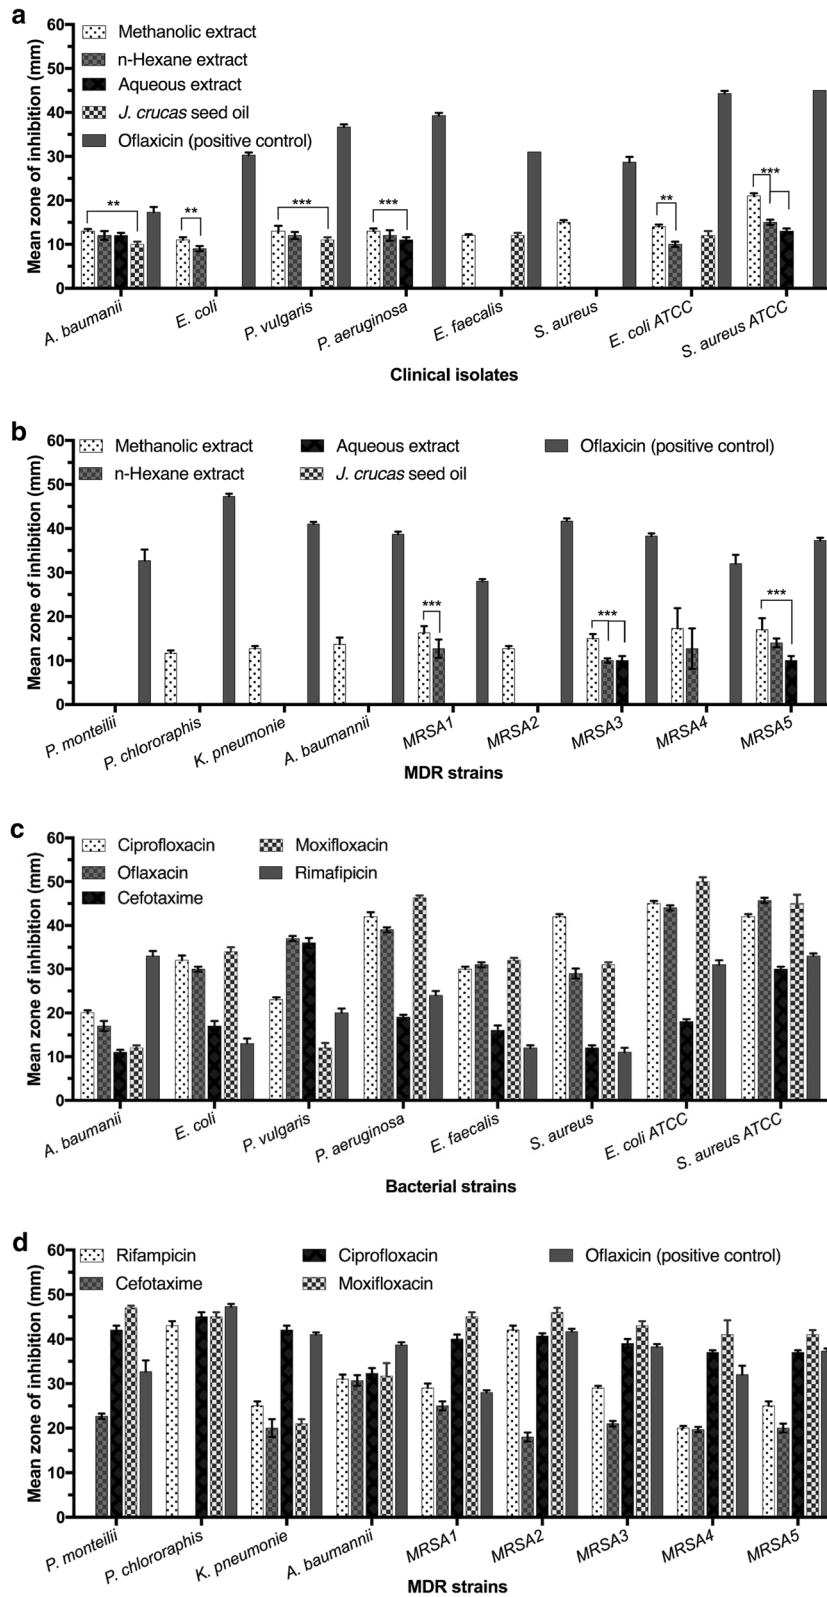 a
Mean zone of inhibition (mm)
60
50
40
30
20
10
0
Methanolic extract
n-Hexane extract
Aqueous extract
J. crucas seed oil
Oflaxicin (positive control)
**
**
***
***
**
***
A. baumanii
E. coli
P. vulgaris
P. aeruginosa
E. faecalis
S. aureus
E. coli ATCC
S. aureus ATCC
Clinical isolates
b
Mean zone of inhibition (mm)
60
50
40
30
20
10
0
Methanolic extract
Aqueous extract
Oflaxicin (positive control)
n-Hexane extract
J. crucas seed oil
***
***
***
P. monteilii
P. chlororaphis
K. pneumonie
A. baumannii
MRSA1
MRSA2
MRSA3
MRSA4
MRSA5
MDR strains
c
Mean zone of inhibition (mm)
60
50
40
30
20
10
0
Ciprofloxacin
Moxifloxacin
Oflaxacin
Rimafipicin
Cefotaxime
A. baumanii
E. coli
P. vulgaris
P. aeruginosa
E. faecalis
S. aureus
E. coli ATCC
S. aureus ATCC
Bacterial strains
d
Mean zone of inhibition (mm)
60
50
40
30
20
10
0
Rifampicin
Ciprofloxacin
Oflaxicin (positive control)
Cefotaxime
Moxifloxacin
P. monteilii
P. chlororaphis
K. pneumonie
A. baumannii
MRSA1
MRSA2
MRSA3
MRSA4
MRSA5
MDR strains